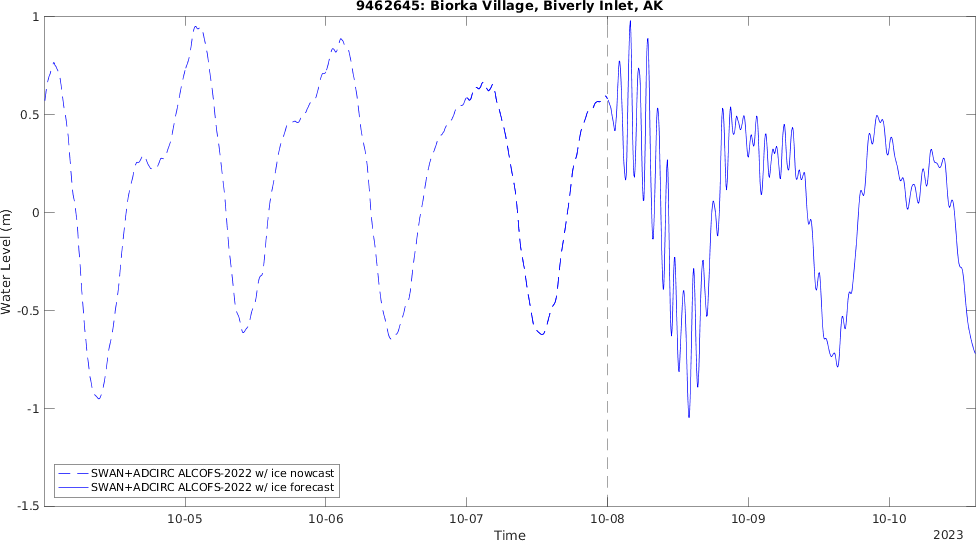 9462645: Biorka Village, Biverly Inlet, AK
1
0.5
0
-0.5
-1
-1.5
Water Level (m)
SWAN+ADCIRC ALCOFS-2022 w/ ice nowcast
SWAN+ADCIRC ALCOFS-2022 w/ ice forecast
10-05 10-06 10-07 10-08 10-09 10-10
Time
2023